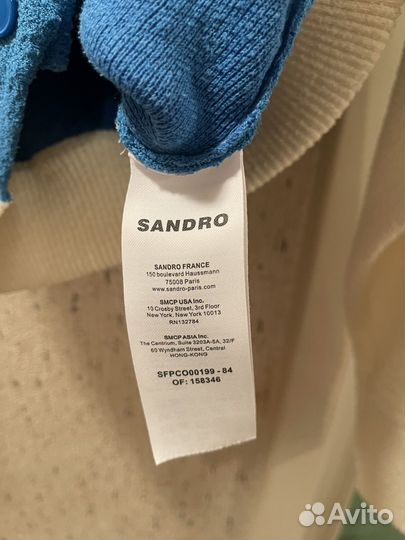 SANDRO
SANDRO FRANCE
150 boulevard Haussmann
75008 Paris
www.sandro-paris.com
SMCP USA Inc.
10 Crosby Street, 3rd Floor
New York, New York 10013
RN132784
SMCP ASIA Inc.
The Centrium, Suite 3203A-5A, 32/F
60 Wyndham Street, Central
HONG-KONG
SFPCO00199 - 84
OF: 158346
Avito